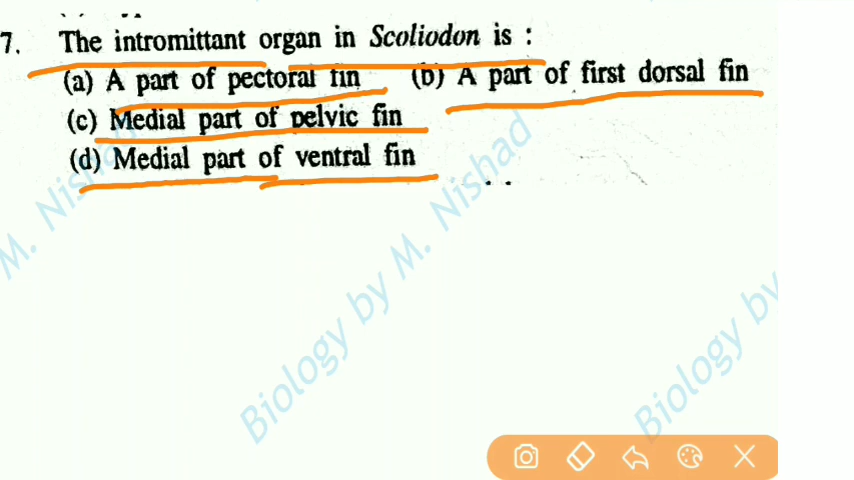 7. The intromittant organ in Scoliodon is :
(a) A part of pectoral fin (b) A part of first dorsal fin
(c) Medial part of pelvic fin
(d) Medial part of ventral fin
M. Nishad
Biology by M. Nishad
Biology by